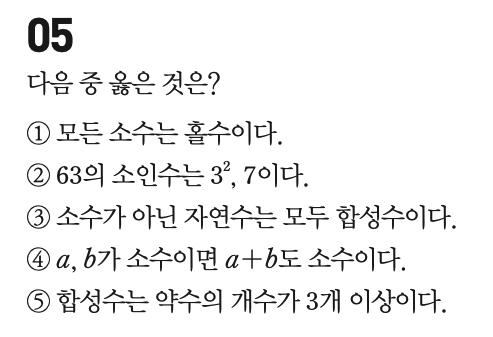 05
다음 중 옳은 것은?
① 모든 소수는 홀수이다.
② 63의 소인수는 3², 7이다.
③ 소수가 아닌 자연수는 모두 합성수이다.
④ a, b가 소수이면 a+b도 소수이다.
⑤ 합성수는 약수의 개수가 3개 이상이다.